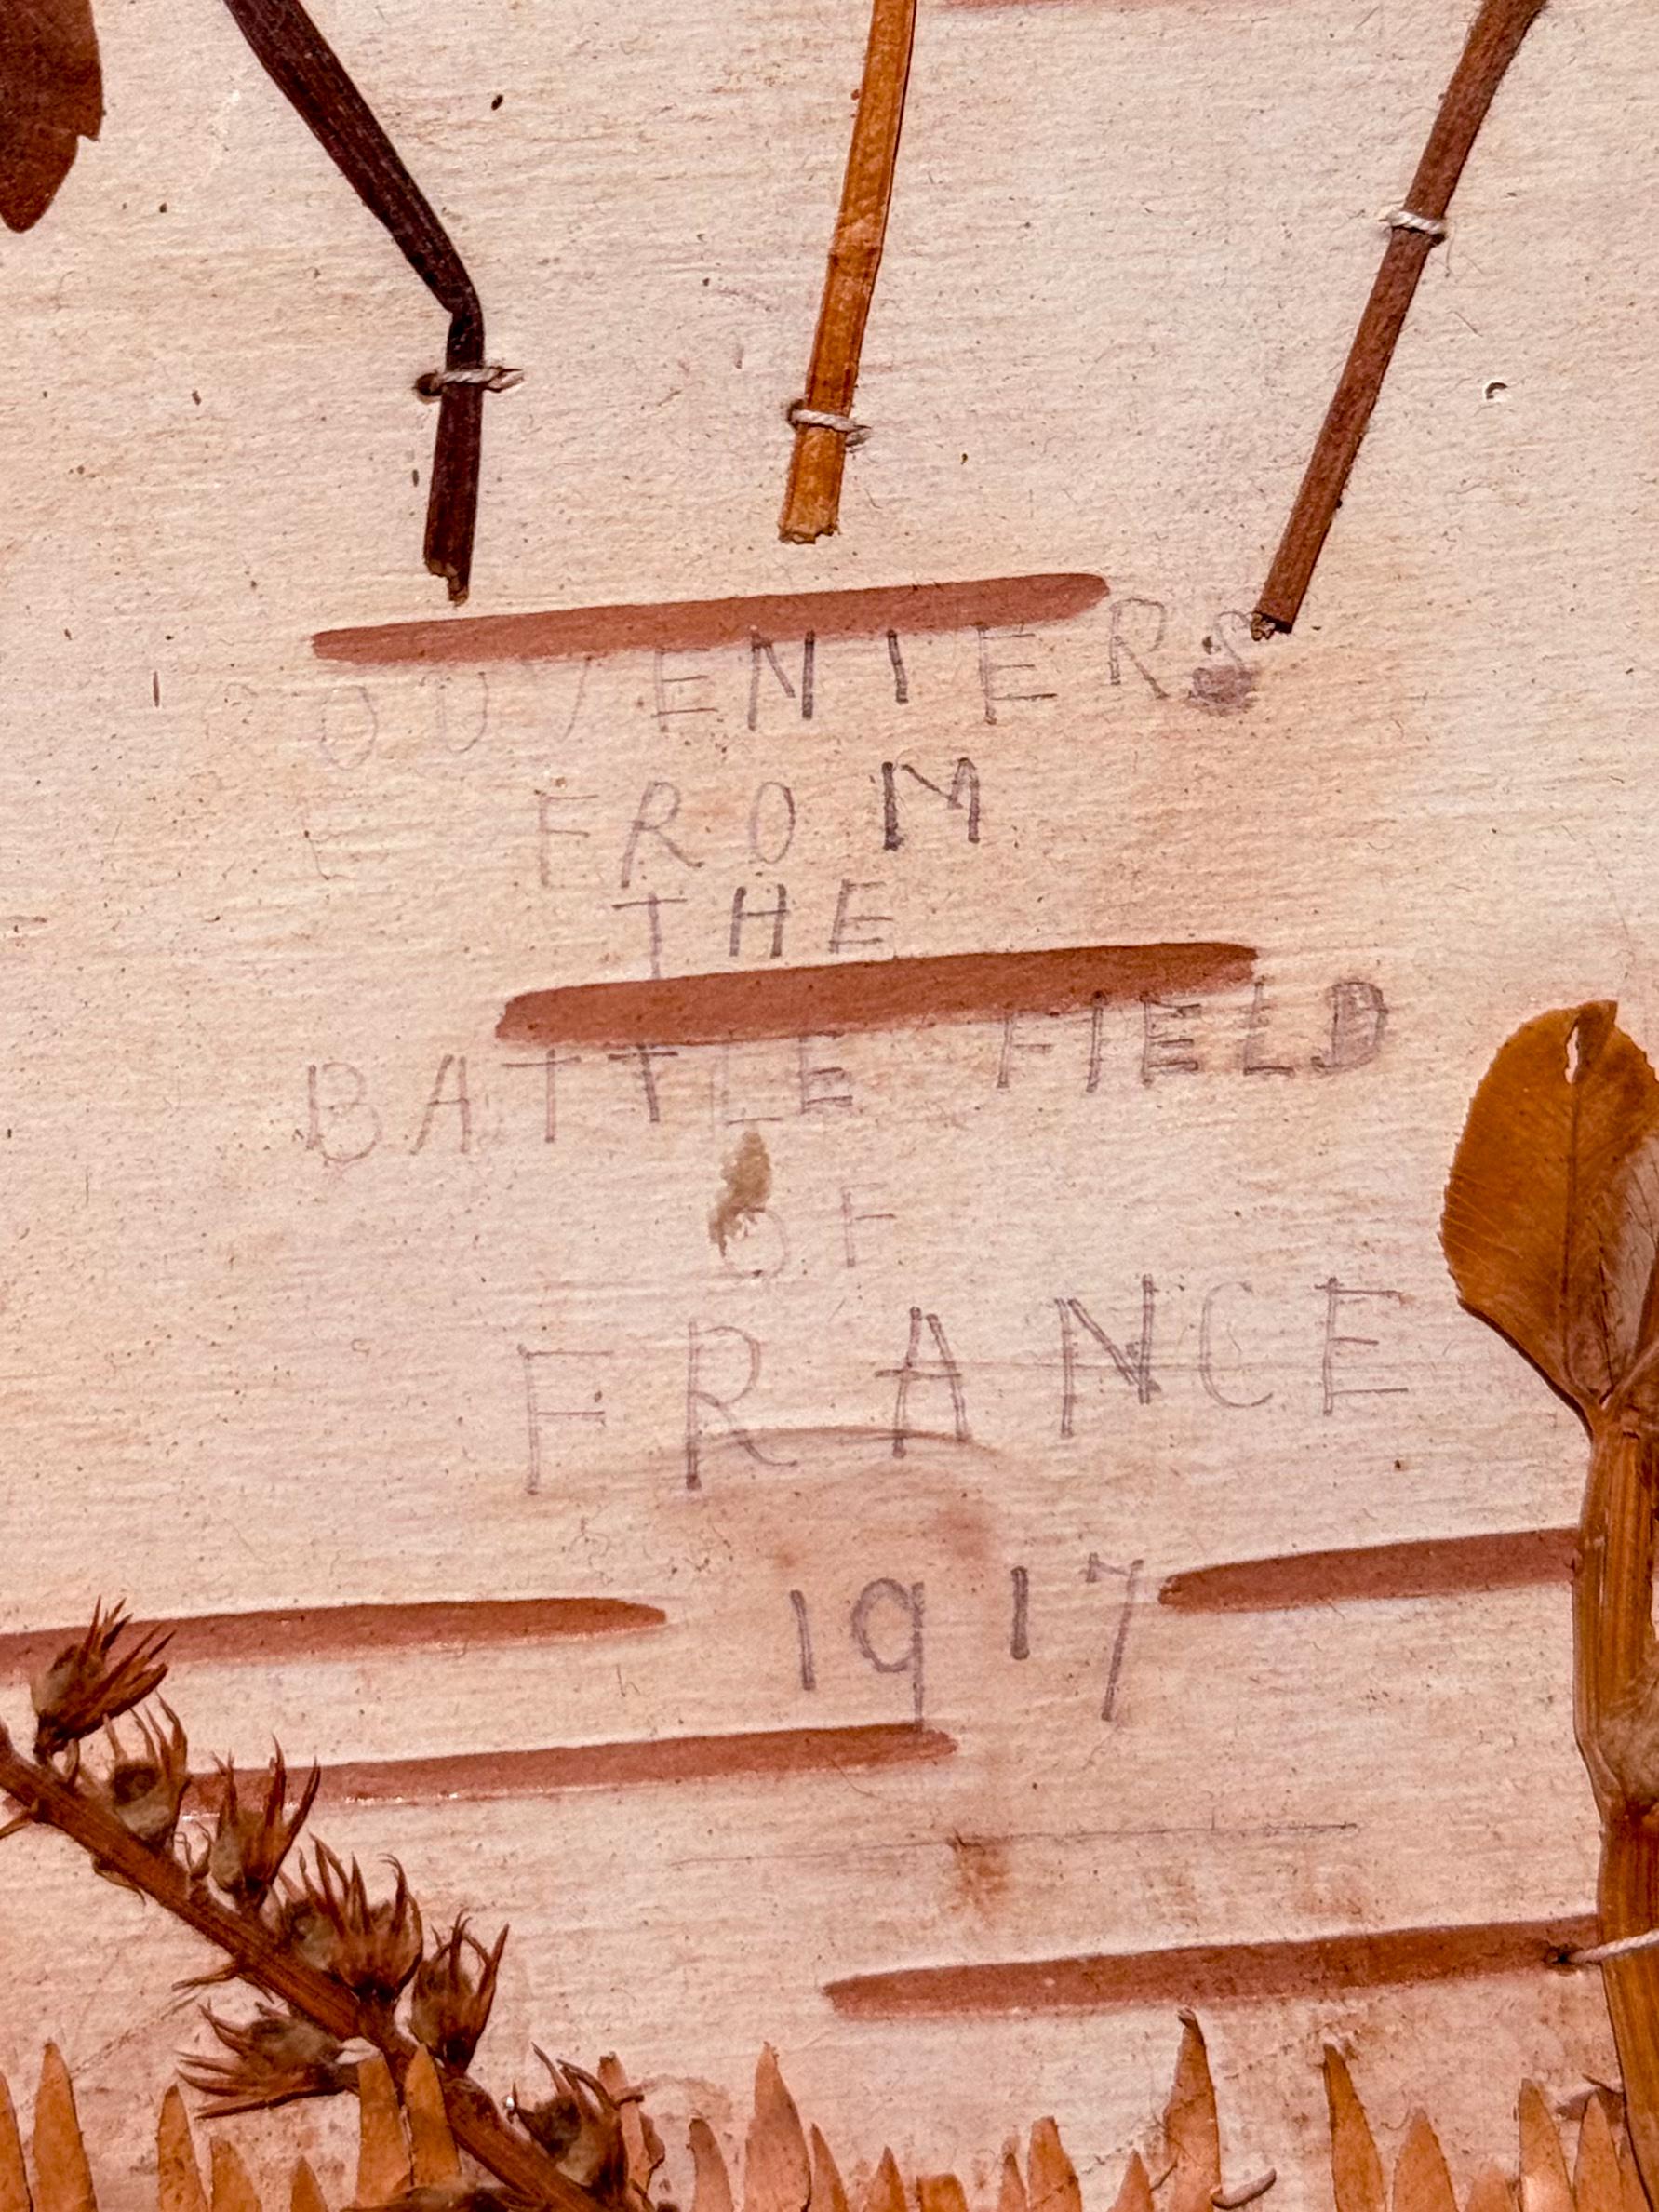 SOUVENIERS
FROM
THE
BATTLE FIELD
OF
FRANCE
1917